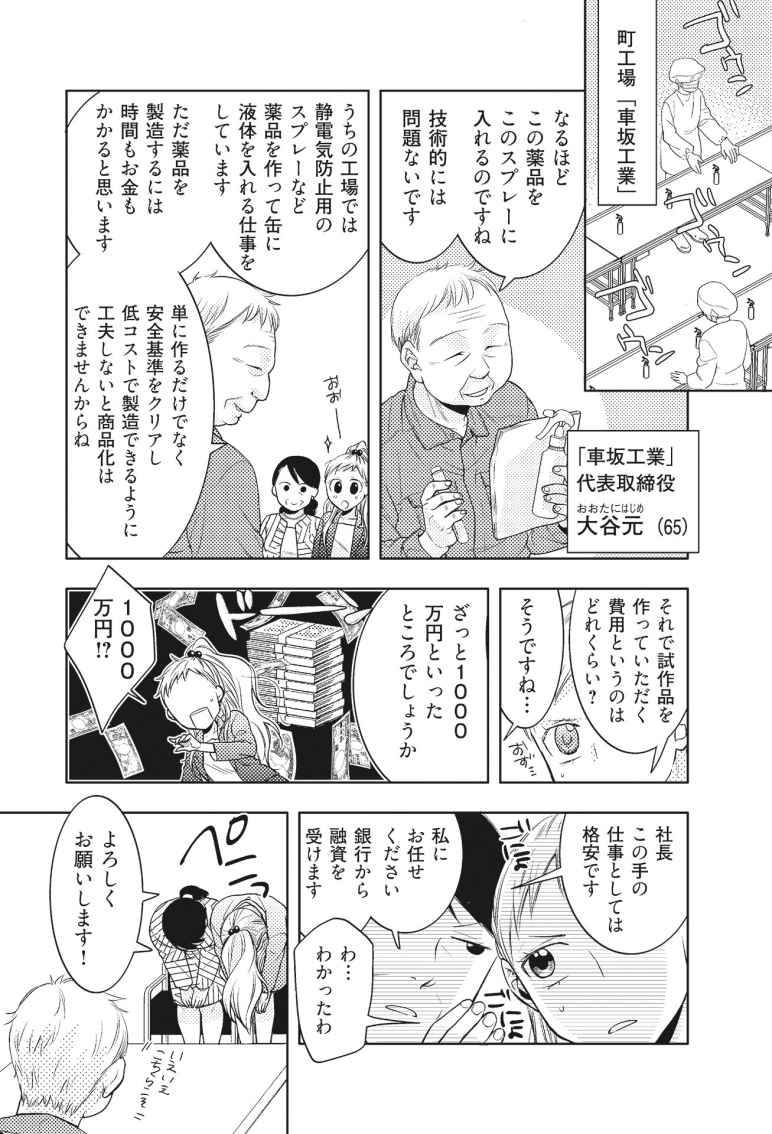 町工場「車坂工業」
ヴゥゥン
ヴヴゥン
ヴゥン
なるほど
この薬品を
このスプレーに
入れるのですね
技術的には
問題ないです
「車坂工業」
代表取締役
おおたにはじめ
大谷元（65）
うちの工場では
静電気防止用の
スプレーなど
薬品を作って缶に
液体を入れる仕事を
しています
ただ薬品を
製造するには
時間もお金も
かかると思います
単に作るだけでなく
安全基準をクリアし
低コストで製造できるように
工夫しないと商品化は
できませんからね
おぉー
それで試作品を
作っていただく
費用というのは
どれくらい？
そうですね…
おず…
ざっと1000
万円といった
ところでしょうか
ドーン
1000
万円!?
社長
この手の
仕事としては
格安です
私に
お任せ
ください
銀行から
融資を
受けます
わ…
わかったわ
ペコッ
よろしく
お願いします！
いえいえ
こちらこそ